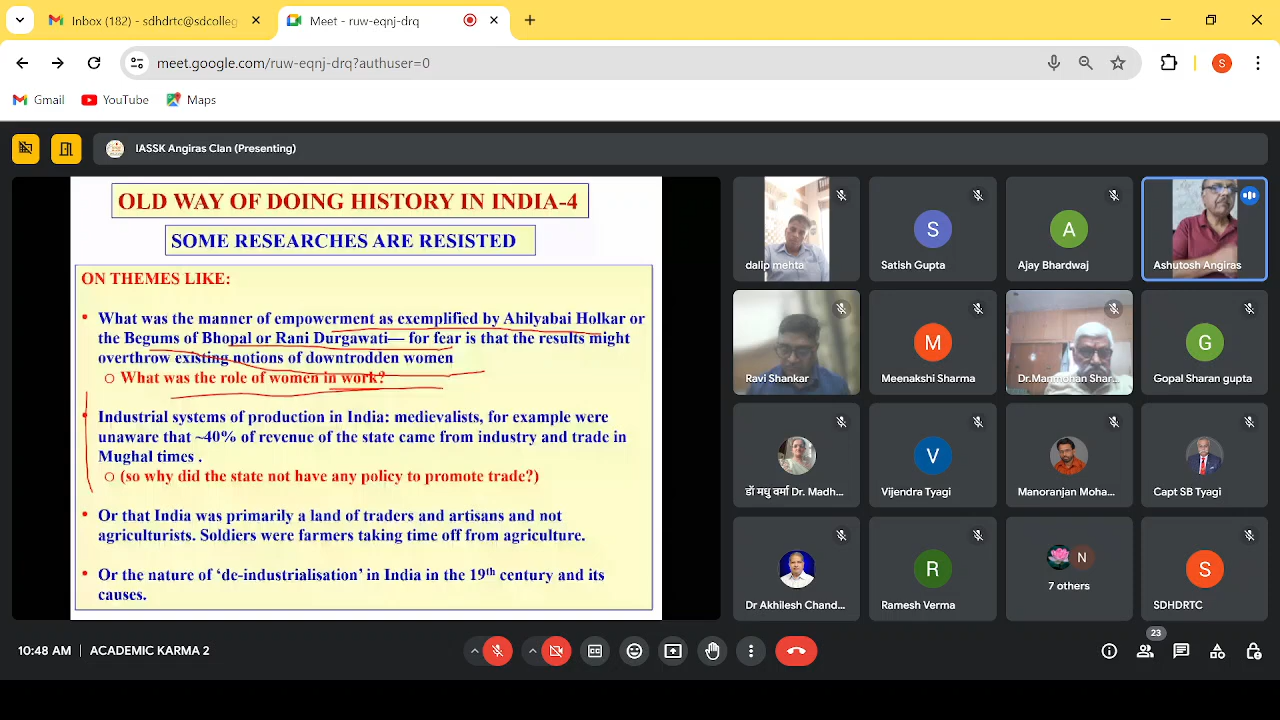 Inbox (182) - sdhdrtc@sdcolleg
Meet - ruw-eqnj-drq
meet.google.com/ruw-eqnj-drq?authuser=0
S
Gmail
YouTube
Maps
IASSK Angiras Clan (Presenting)
OLD WAY OF DOING HISTORY IN INDIA-4
SOME RESEARCHES ARE RESISTED
ON THEMES LIKE:
• What was the manner of empowerment as exemplified by Ahilyabai Holkar or
the Begums of Bhopal or Rani Durgawati— for fear is that the results might
overthrow existing notions of downtrodden women
○ What was the role of women in work?
• Industrial systems of production in India: medievalists, for example were
unaware that ~40% of revenue of the state came from industry and trade in
Mughal times .
○ (so why did the state not have any policy to promote trade?)
• Or that India was primarily a land of traders and artisans and not
agriculturists. Soldiers were farmers taking time off from agriculture.
• Or the nature of ‘de-industrialisation’ in India in the 19th century and its
causes.
dalip mehta
S
Satish Gupta
A
Ajay Bhardwaj
Ashutosh Angiras
Ravi Shankar
M
Meenakshi Sharma
Dr.Manmohan Shar...
G
Gopal Sharan gupta
डॉ मधु वर्मा Dr. Madh...
V
Vijendra Tyagi
Manoranjan Moha...
Capt SB Tyagi
Dr Akhilesh Chand...
R
Ramesh Verma
N
7 others
S
SDHDRTC
10:48 AM
ACADEMIC KARMA 2
23